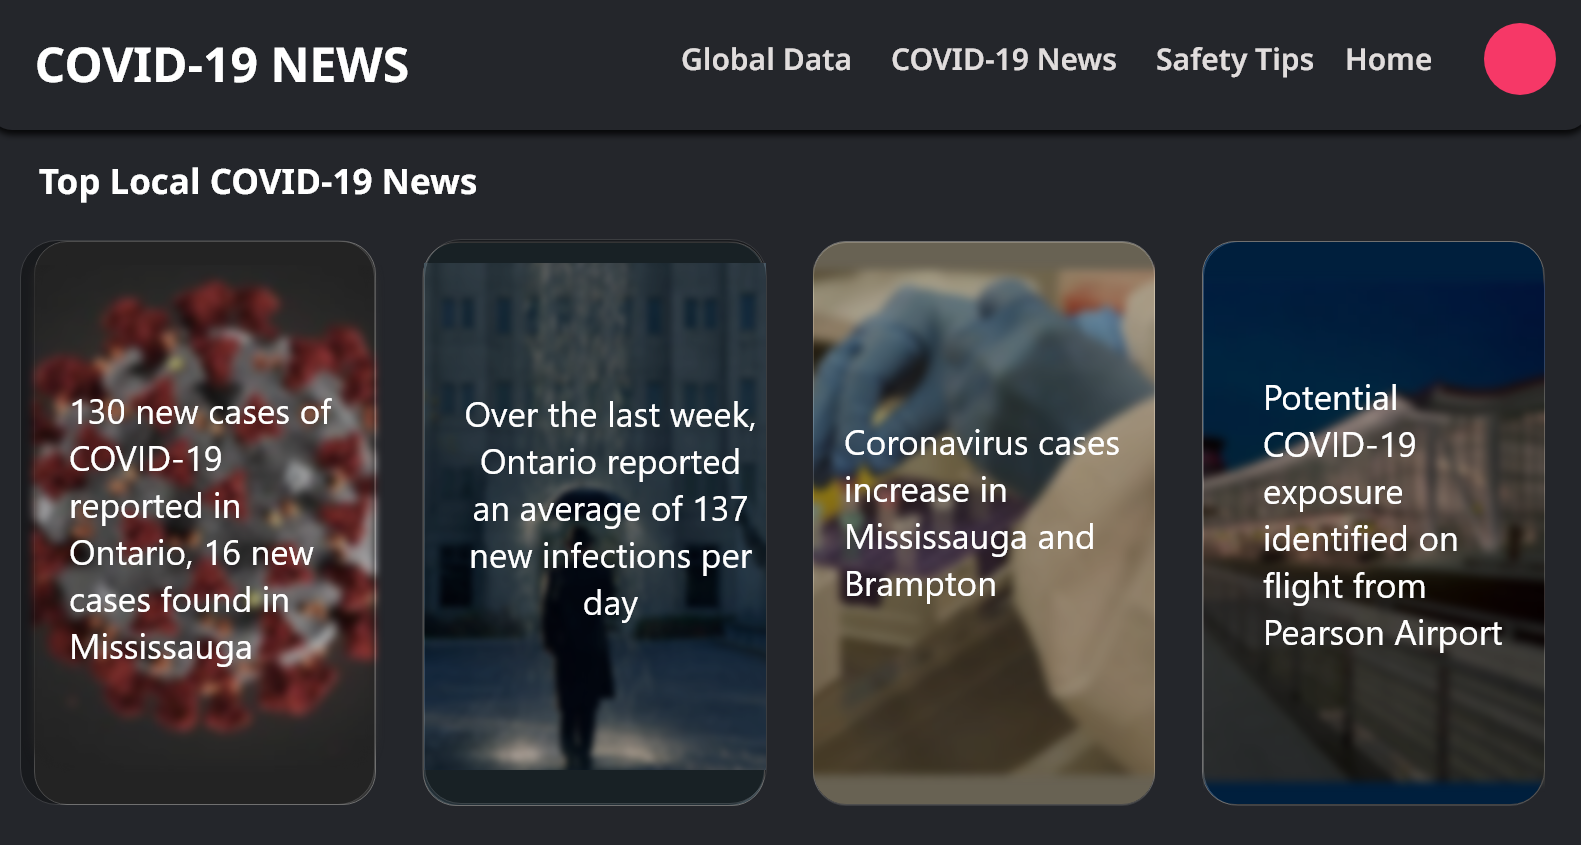 COVID-19 NEWS
Global Data
COVID-19 News
Safety Tips
Home
Top Local COVID-19 News
130 new cases of
COVID-19
reported in
Ontario, 16 new
cases found in
Mississauga
Over the last week,
Ontario reported
an average of 137
new infections per
day
Coronavirus cases
increase in
Mississauga and
Brampton
Potential
COVID-19
exposure
identified on
flight from
Pearson Airport